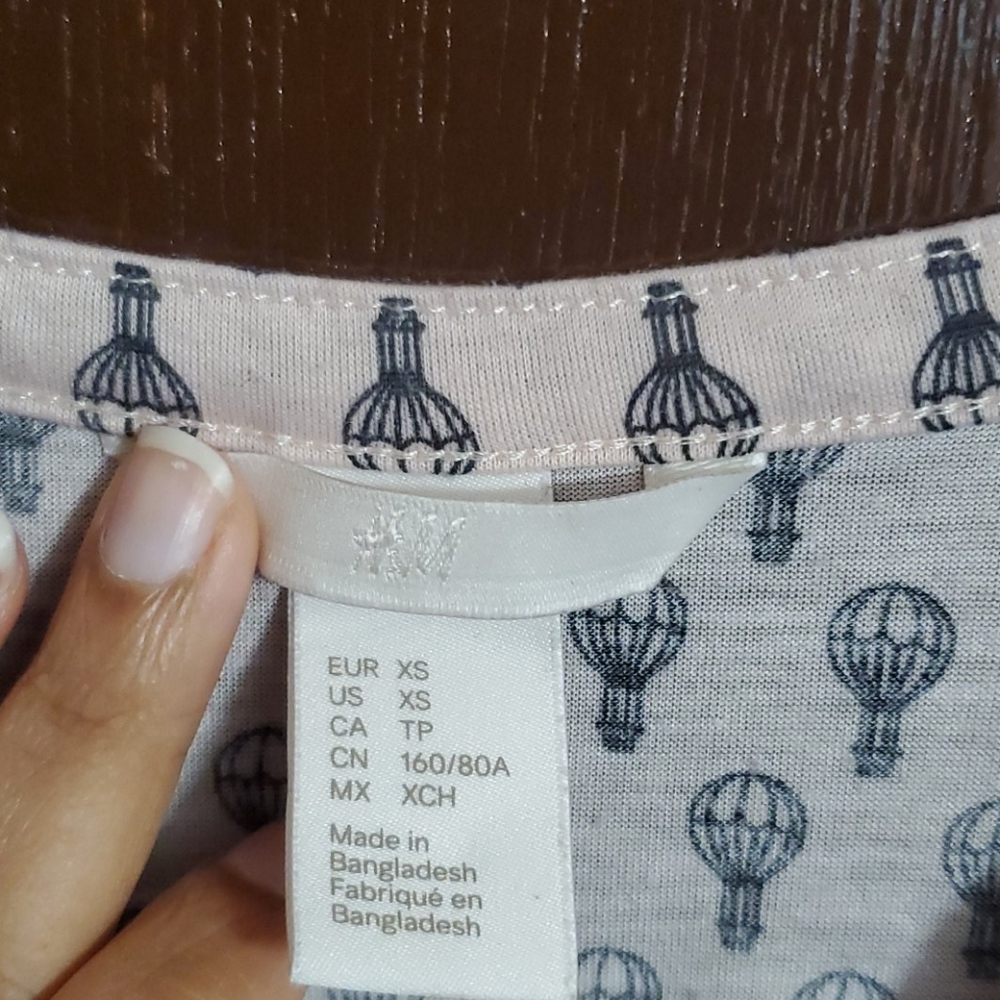 H&M
EUR XS
US XS
CA TP
CN 160/80A
MX XCH
Made in
Bangladesh
Fabriqué en
Bangladesh